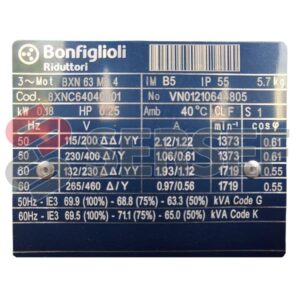 Bonfiglioli
Riduttori
3~Mot BXN 63 4 IM B5 IP 55 5.7 kg
Cod. 8XNC64040 01 No VN01210644805
kW 0.18 HP 0.25 Amb 40°C CL F S 1
Hz V A min⁻¹ cosφ
50 115/200 ΔΔ/YY 2.12/1.22 1373 0.61
50 230/400 Δ/Y 1.06/0.61 1373 0.61
60 132/230 ΔΔ/YY 1.93/1.12 1719 0.55
60 265/460 Δ/Y 0.97/0.56 1719 0.55
50Hz - IE3 69.9 (100%) - 68.8 (75%) - 63.3 (50%) kVA Code G
60Hz - IE3 69.5 (100%) - 71.1 (75%) - 65.0 (50%) kVA Code K